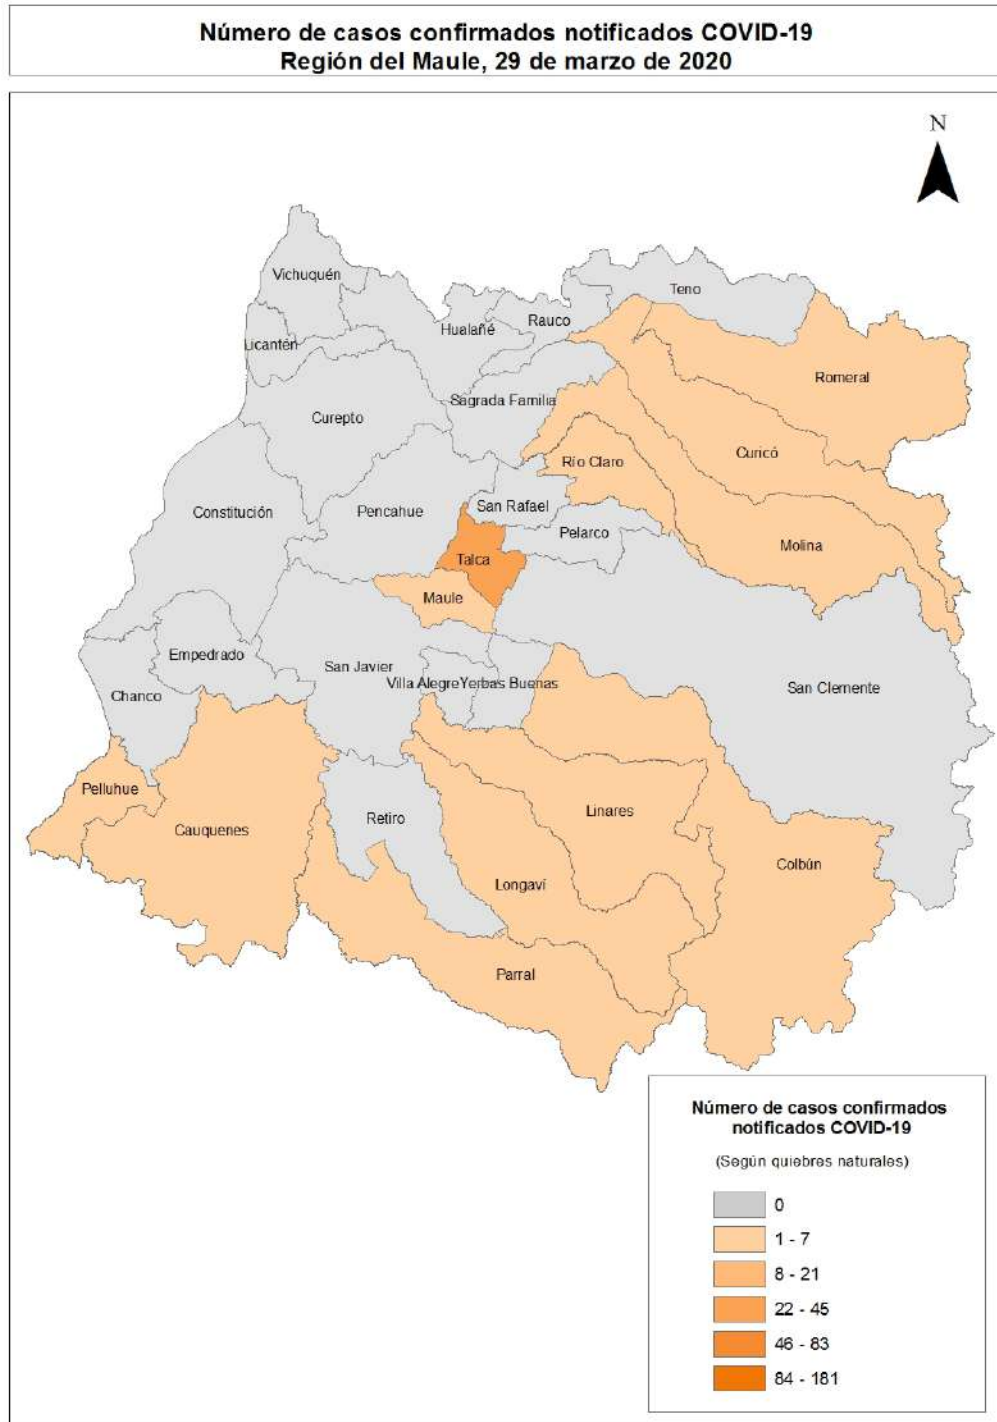 Número de casos confirmados notificados COVID-19
Región del Maule, 29 de marzo de 2020
N
Vichuquén
Teno
Rauco
Hualañé
Licantén
Romeral
Sagrada Familia
Curepto
Curicó
Río Claro
San Rafael
Constitución
Pencahue
Pelarco
Molina
Talca
Maule
Empedrado
San Javier
Villa Alegre
Yerbas Buenas
San Clemente
Chanco
Pelluhue
Linares
Retiro
Cauquenes
Colbún
Longaví
Parral
Número de casos confirmados
notificados COVID-19
(Según quiebres naturales)
0
1 - 7
8 - 21
22 - 45
46 - 83
84 - 181